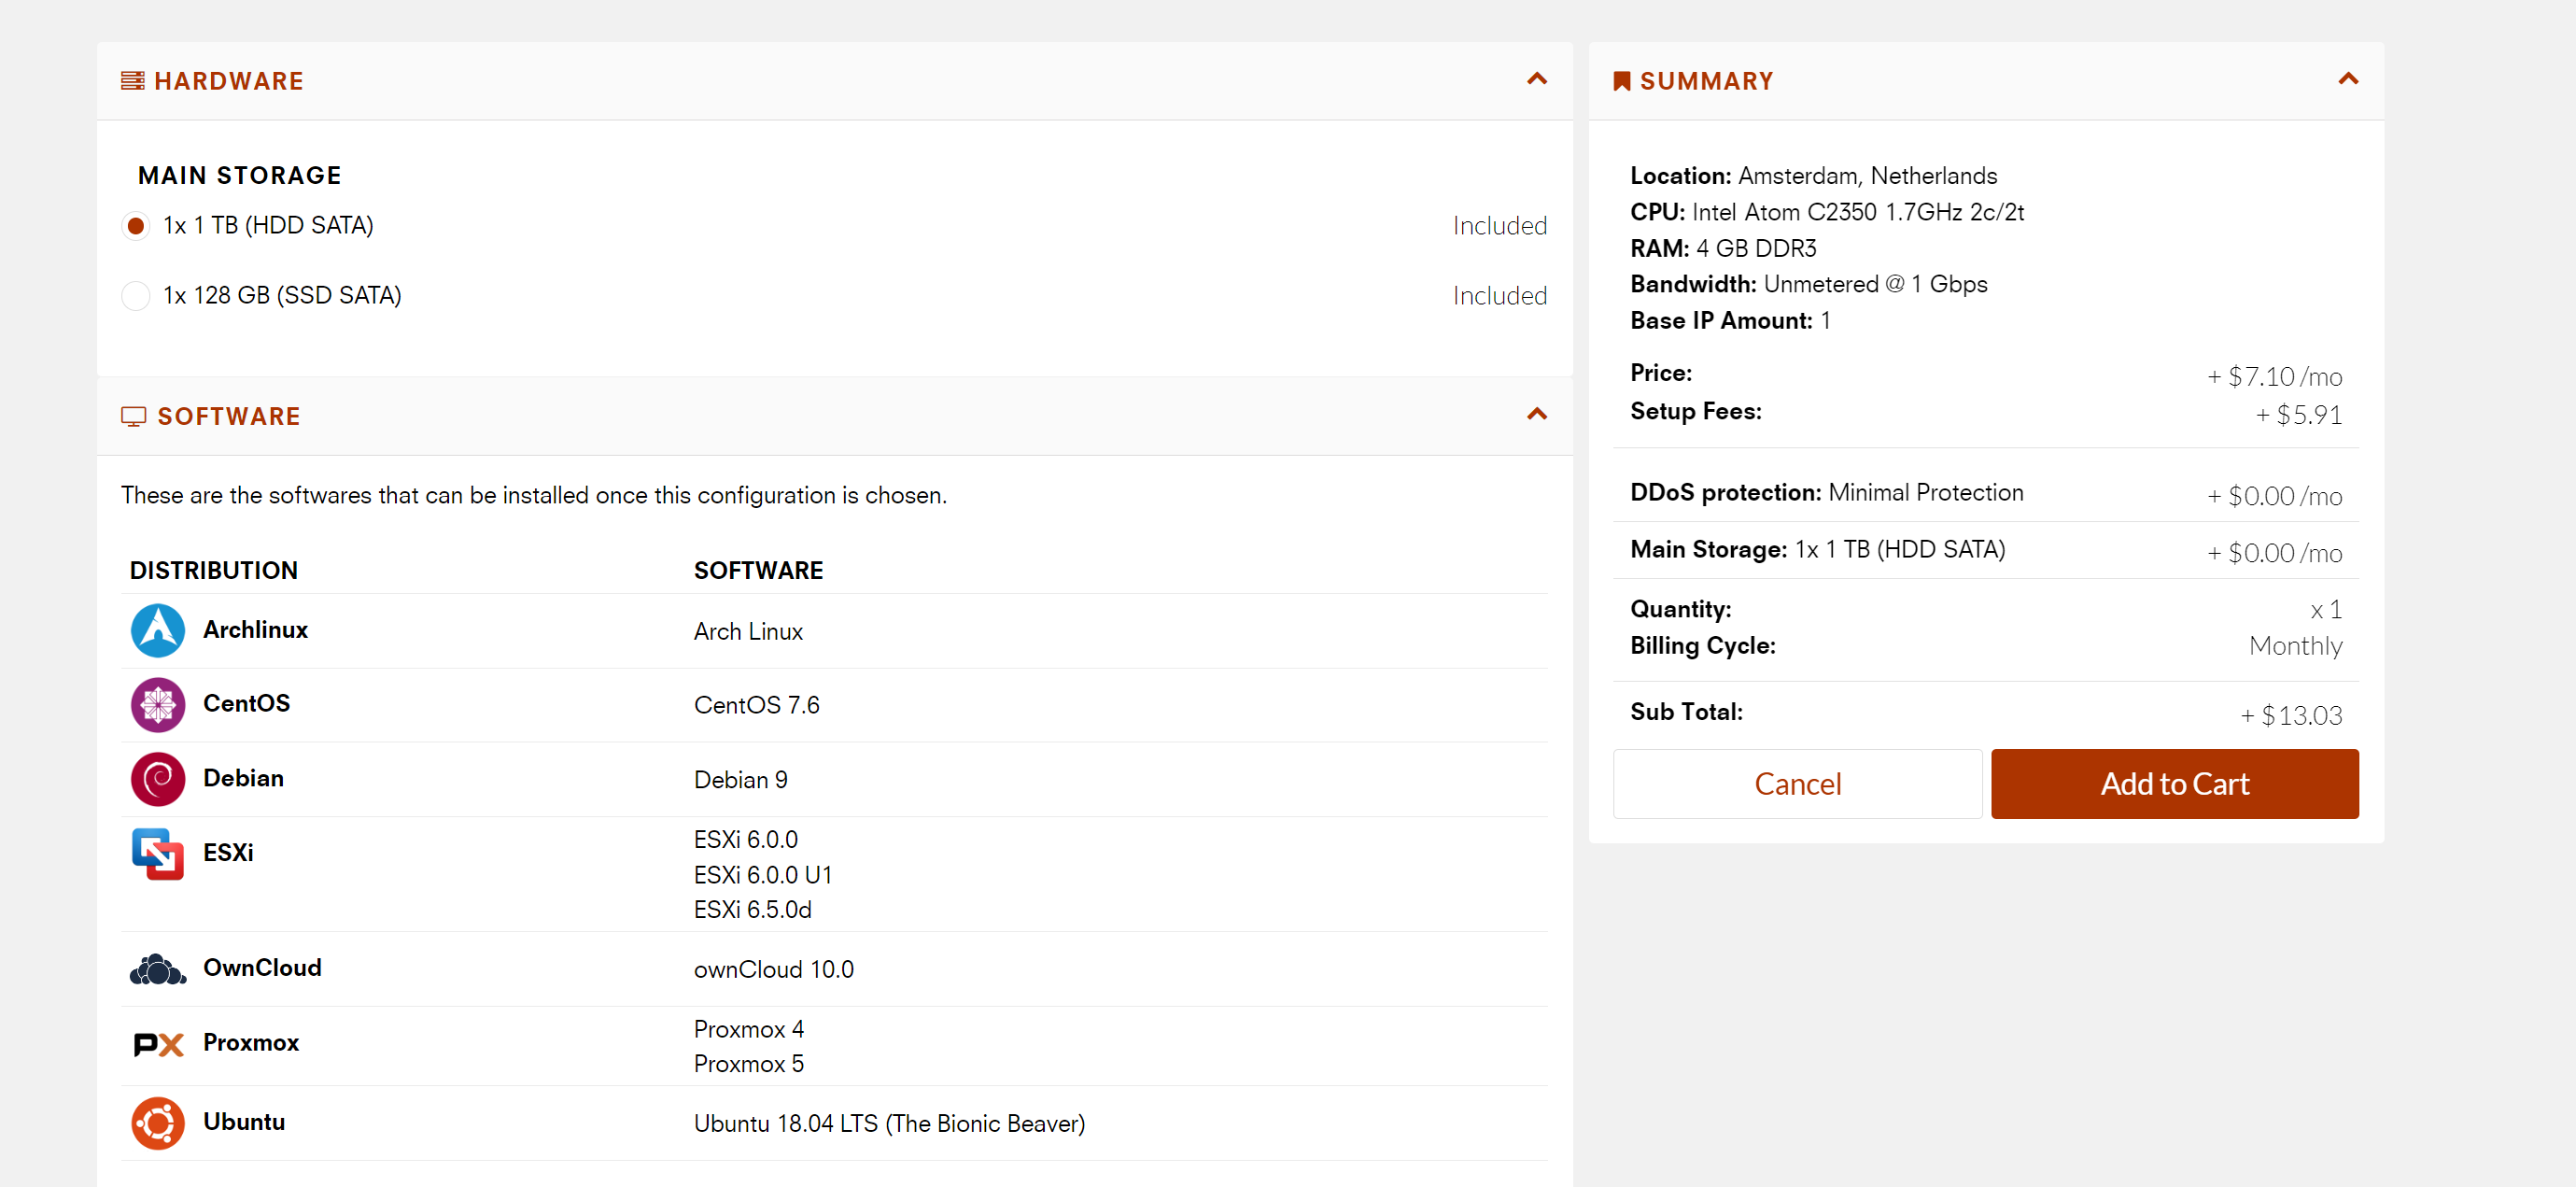 HARDWARE
MAIN STORAGE
1x 1 TB (HDD SATA) Included
1x 128 GB (SSD SATA) Included
SOFTWARE
These are the softwares that can be installed once this configuration is chosen.
DISTRIBUTION SOFTWARE
Archlinux Arch Linux
CentOS CentOS 7.6
Debian Debian 9
ESXi ESXi 6.0.0
ESXi 6.0.0 U1
ESXi 6.5.0d
OwnCloud ownCloud 10.0
PX Proxmox Proxmox 4
Proxmox 5
Ubuntu Ubuntu 18.04 LTS (The Bionic Beaver)
SUMMARY
Location: Amsterdam, Netherlands
CPU: Intel Atom C2350 1.7GHz 2c/2t
RAM: 4 GB DDR3
Bandwidth: Unmetered @ 1 Gbps
Base IP Amount: 1
Price: + $7.10 /mo
Setup Fees: + $5.91
DDoS protection: Minimal Protection + $0.00 /mo
Main Storage: 1x 1 TB (HDD SATA) + $0.00 /mo
Quantity: x 1
Billing Cycle: Monthly
Sub Total: + $13.03
Cancel Add to Cart